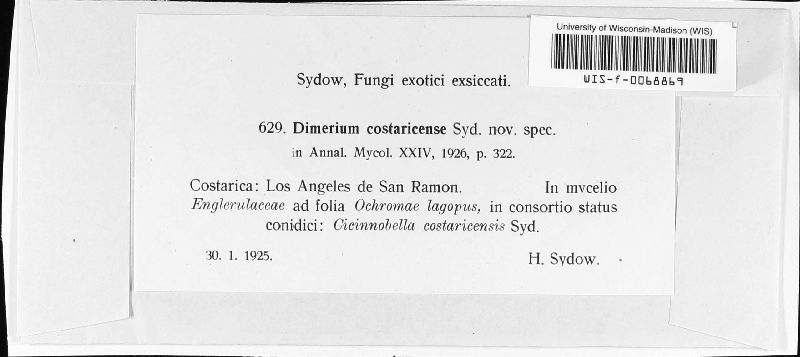 University of Wisconsin-Madison (WIS)
WIS-f-0068869
Sydow, Fungi exotici exsiccati.
629. Dimerium costaricense Syd. nov. spec.
in Annal. Mycol. XXIV, 1926, p. 322.
Costarica: Los Angeles de San Ramon. In mycelio
Englerulaceae ad folia Ochromae lagopus, in consortio status
conidici: Cicinnobella costaricensis Syd.
30. 1. 1925. H. Sydow.